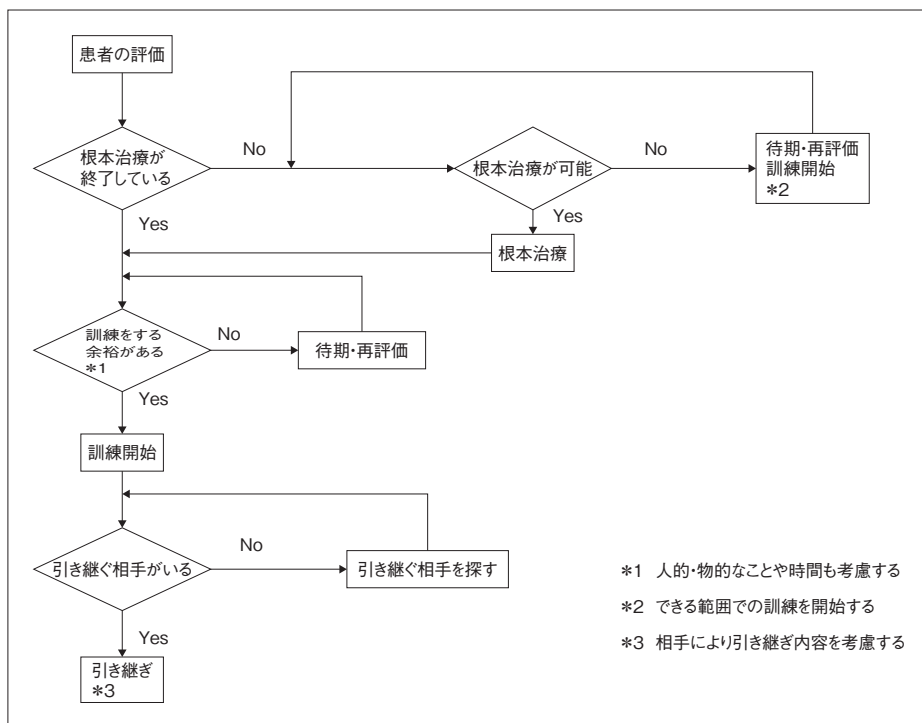 患者の評価
根本治療が
終了している
No
根本治療が可能
No
待期・再評価
訓練開始
*2
Yes
Yes
根本治療
訓練をする
余裕がある
*1
No
待期・再評価
Yes
訓練開始
引き継ぐ相手がいる
No
引き継ぐ相手を探す
Yes
引き継ぎ
*3
*1 人的・物的なことや時間も考慮する
*2 できる範囲での訓練を開始する
*3 相手により引き継ぎ内容を考慮する